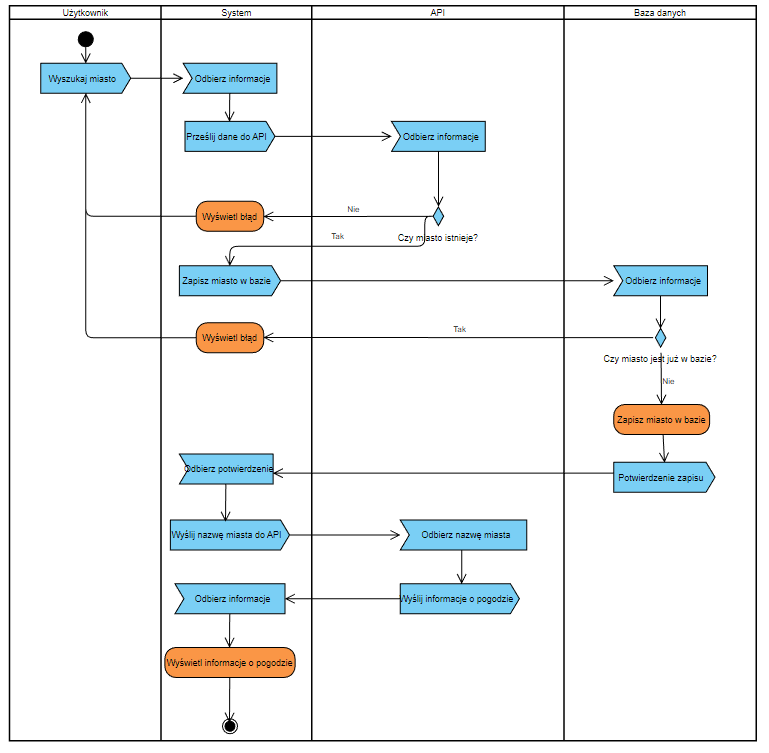 Użytkownik
System
API
Baza danych
Wyszukaj miasto
Odbierz informacje
Prześlij dane do API
Odbierz informacje
Nie
Wyświetl błąd
Tak
Czy miasto istnieje?
Zapisz miasto w bazie
Odbierz informacje
Tak
Wyświetl błąd
Czy miasto jest już w bazie?
Nie
Zapisz miasto w bazie
Odbierz potwierdzenie
Potwierdzenie zapisu
Wyślij nazwę miasta do API
Odbierz nazwę miasta
Odbierz informacje
Wyślij informacje o pogodzie
Wyświetl informacje o pogodzie